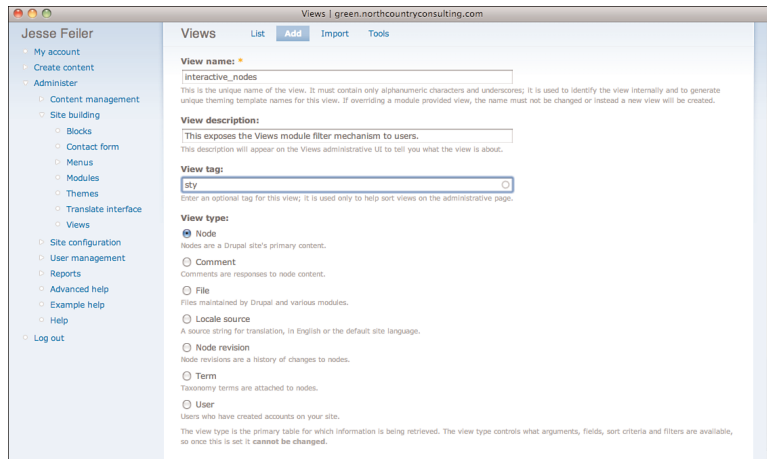 Views | green.northcountryconsulting.com
Jesse Feiler
My account
Create content
Administer
Content management
Site building
Blocks
Contact form
Menus
Modules
Themes
Translate interface
Views
Site configuration
User management
Reports
Advanced help
Example help
Help
Log out
Views List Add Import Tools
View name: *
interactive_nodes
This is the unique name of the view. It must contain only alphanumeric characters and underscores; it is used to identify the view internally and to generate
unique theming template names for this view. If overriding a module provided view, the name must not be changed or instead a new view will be created.
View description:
This exposes the Views module filter mechanism to users.
This description will appear on the Views administrative UI to tell you what the view is about.
View tag:
sty
Enter an optional tag for this view; it is used only to help sort views on the administrative page.
View type:
Node
Nodes are a Drupal site's primary content.
Comment
Comments are responses to node content.
File
Files maintained by Drupal and various modules.
Locale source
A source string for translation, in English or the default site language.
Node revision
Node revisions are a history of changes to nodes.
Term
Taxonomy terms are attached to nodes.
User
Users who have created accounts on your site.
The view type is the primary table for which information is being retrieved. The view type controls what arguments, fields, sort criteria and filters are available,
so once this is set it cannot be changed.